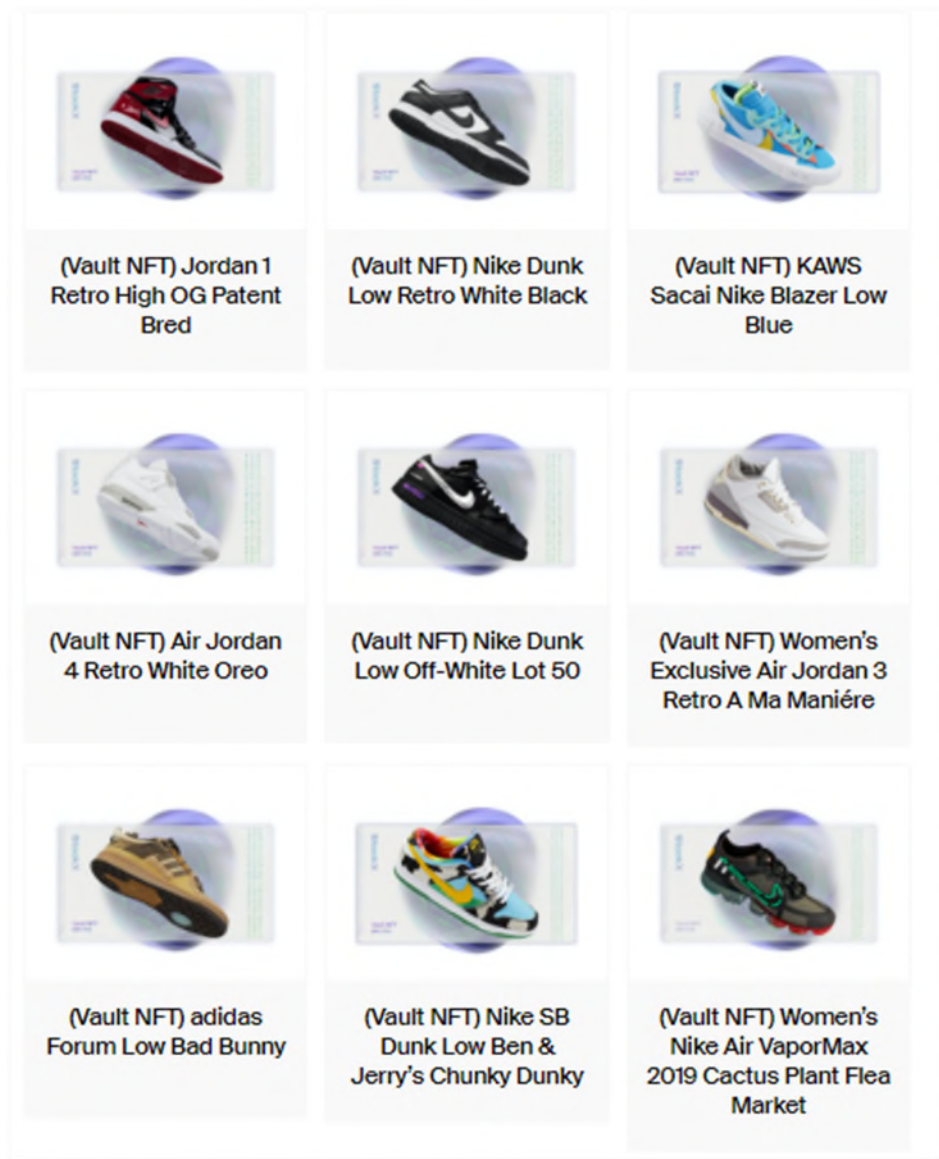 (Vault NFT) Jordan 1
Retro High OG Patent
Bred
(Vault NFT) Nike Dunk
Low Retro White Black
(Vault NFT) KAWS
Sacai Nike Blazer Low
Blue
(Vault NFT) Air Jordan
4 Retro White Oreo
(Vault NFT) Nike Dunk
Low Off-White Lot 50
(Vault NFT) Women’s
Exclusive Air Jordan 3
Retro A Ma Maniére
(Vault NFT) adidas
Forum Low Bad Bunny
(Vault NFT) Nike SB
Dunk Low Ben &
Jerry’s Chunky Dunky
(Vault NFT) Women’s
Nike Air VaporMax
2019 Cactus Plant Flea
Market